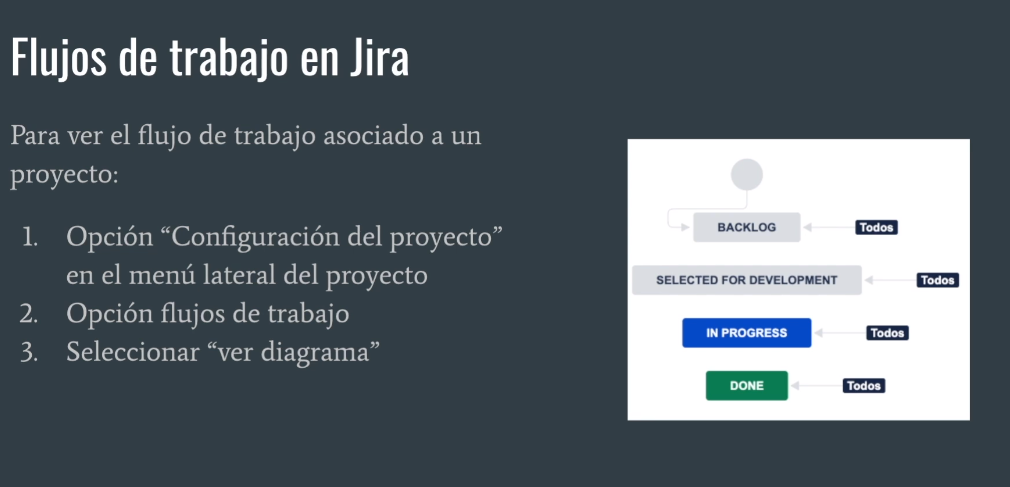 Flujos de trabajo en Jira
Para ver el flujo de trabajo asociado a un
proyecto:
1. Opción “Configuración del proyecto”
en el menú lateral del proyecto
2. Opción flujos de trabajo
3. Seleccionar “ver diagrama”
BACKLOG Todos
SELECTED FOR DEVELOPMENT Todos
IN PROGRESS Todos
DONE Todos